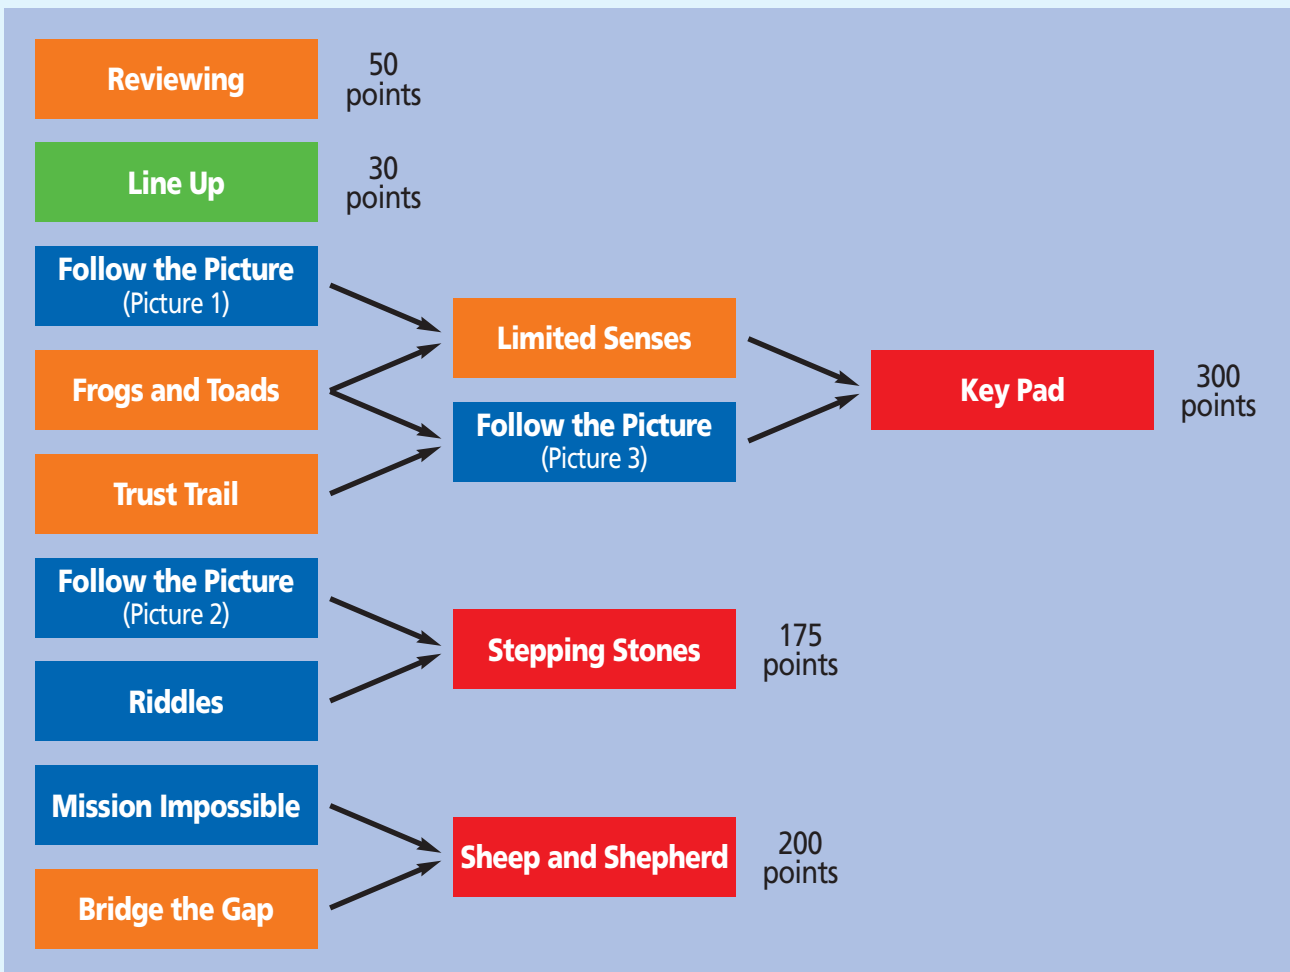 Reviewing
50
points
Line Up
30
points
Follow the Picture
(Picture 1)
Limited Senses
Frogs and Toads
Key Pad
300
points
Follow the Picture
(Picture 3)
Trust Trail
Follow the Picture
(Picture 2)
Stepping Stones
175
points
Riddles
Mission Impossible
Sheep and Shepherd
200
points
Bridge the Gap